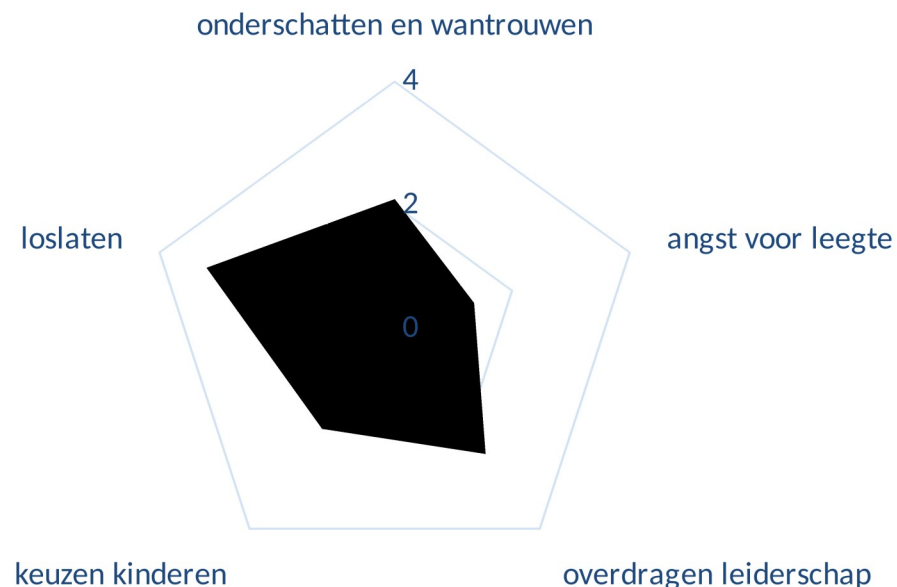 onderschatten en wantrouwen
4
2
loslaten
angst voor leegte
0
keuzen kinderen
overdragen leiderschap